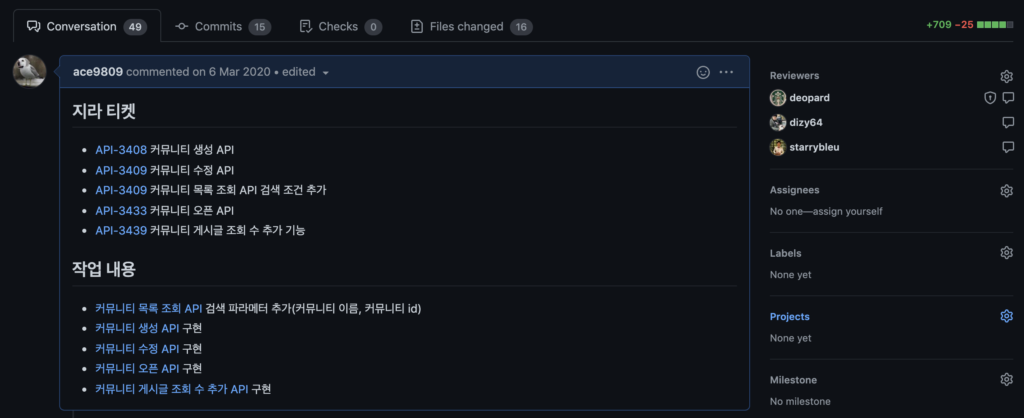 Conversation 49 Commits 15 Checks 0 Files changed 16 +709 −25
ace9809 commented on 6 Mar 2020 • edited
지라 티켓
API-3408 커뮤니티 생성 API
API-3409 커뮤니티 수정 API
API-3409 커뮤니티 목록 조회 API 검색 조건 추가
API-3433 커뮤니티 오픈 API
API-3439 커뮤니티 게시글 조회 수 추가 기능
작업 내용
커뮤니티 목록 조회 API 검색 파라메터 추가(커뮤니티 이름, 커뮤니티 id)
커뮤니티 생성 API 구현
커뮤니티 수정 API 구현
커뮤니티 오픈 API 구현
커뮤니티 게시글 조회 수 추가 API 구현
Reviewers
deopard
dizy64
starrybleu
Assignees
No one—assign yourself
Labels
None yet
Projects
None yet
Milestone
No milestone